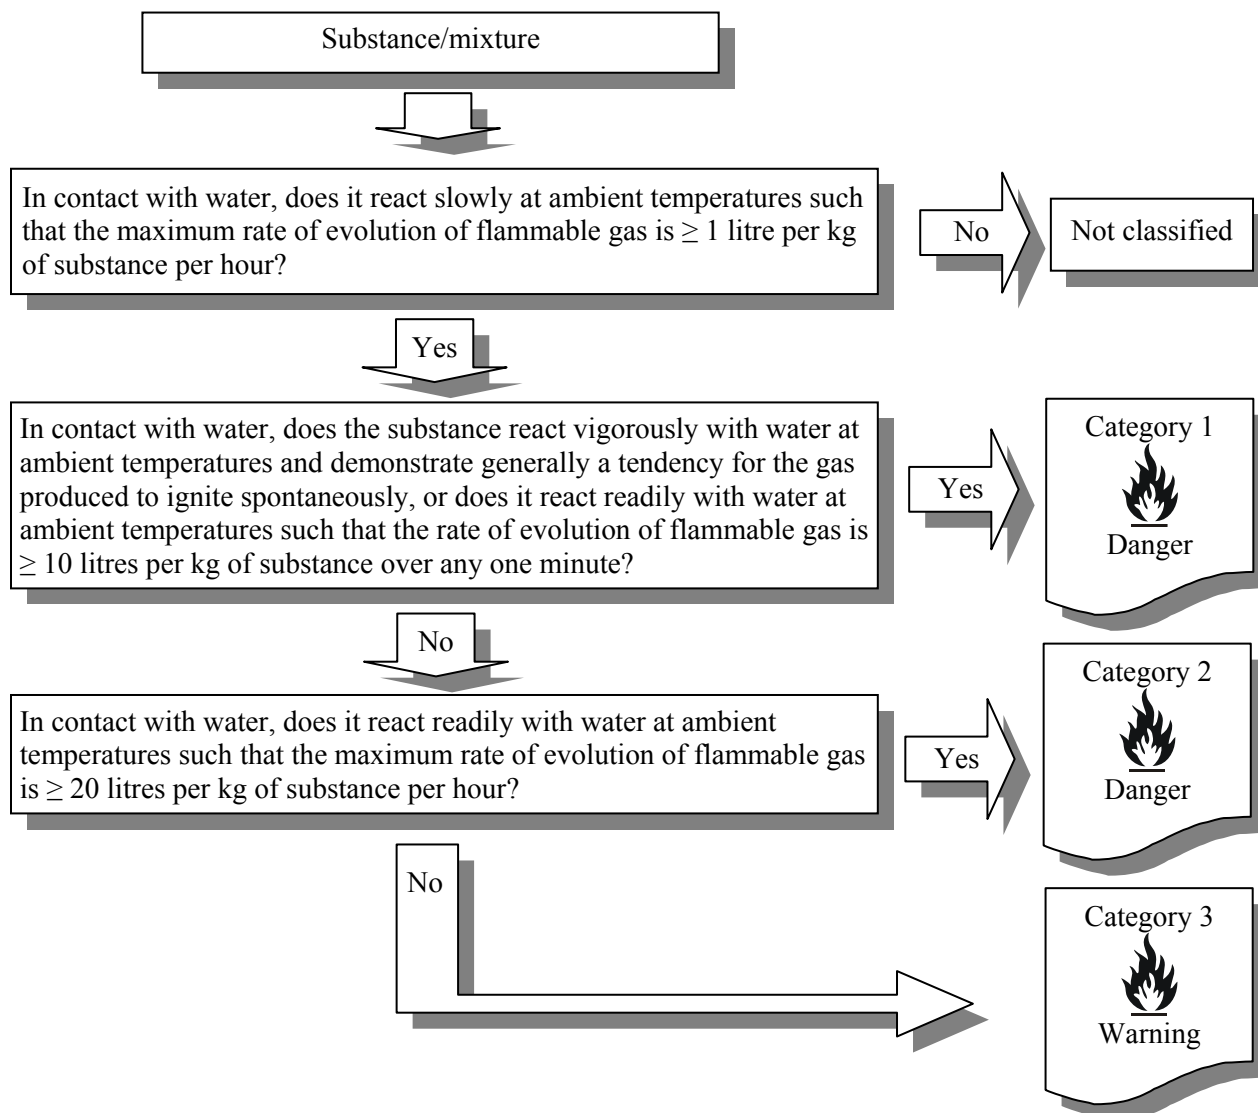 Substance/mixture
In contact with water, does it react slowly at ambient temperatures such
that the maximum rate of evolution of flammable gas is ≥ 1 litre per kg
of substance per hour?
No
Not classified
Yes
In contact with water, does the substance react vigorously with water at
ambient temperatures and demonstrate generally a tendency for the gas
produced to ignite spontaneously, or does it react readily with water at
ambient temperatures such that the rate of evolution of flammable gas is
≥ 10 litres per kg of substance over any one minute?
Yes
Category 1
Danger
No
In contact with water, does it react readily with water at ambient
temperatures such that the maximum rate of evolution of flammable gas
is ≥ 20 litres per kg of substance per hour?
Yes
Category 2
Danger
No
Category 3
Warning